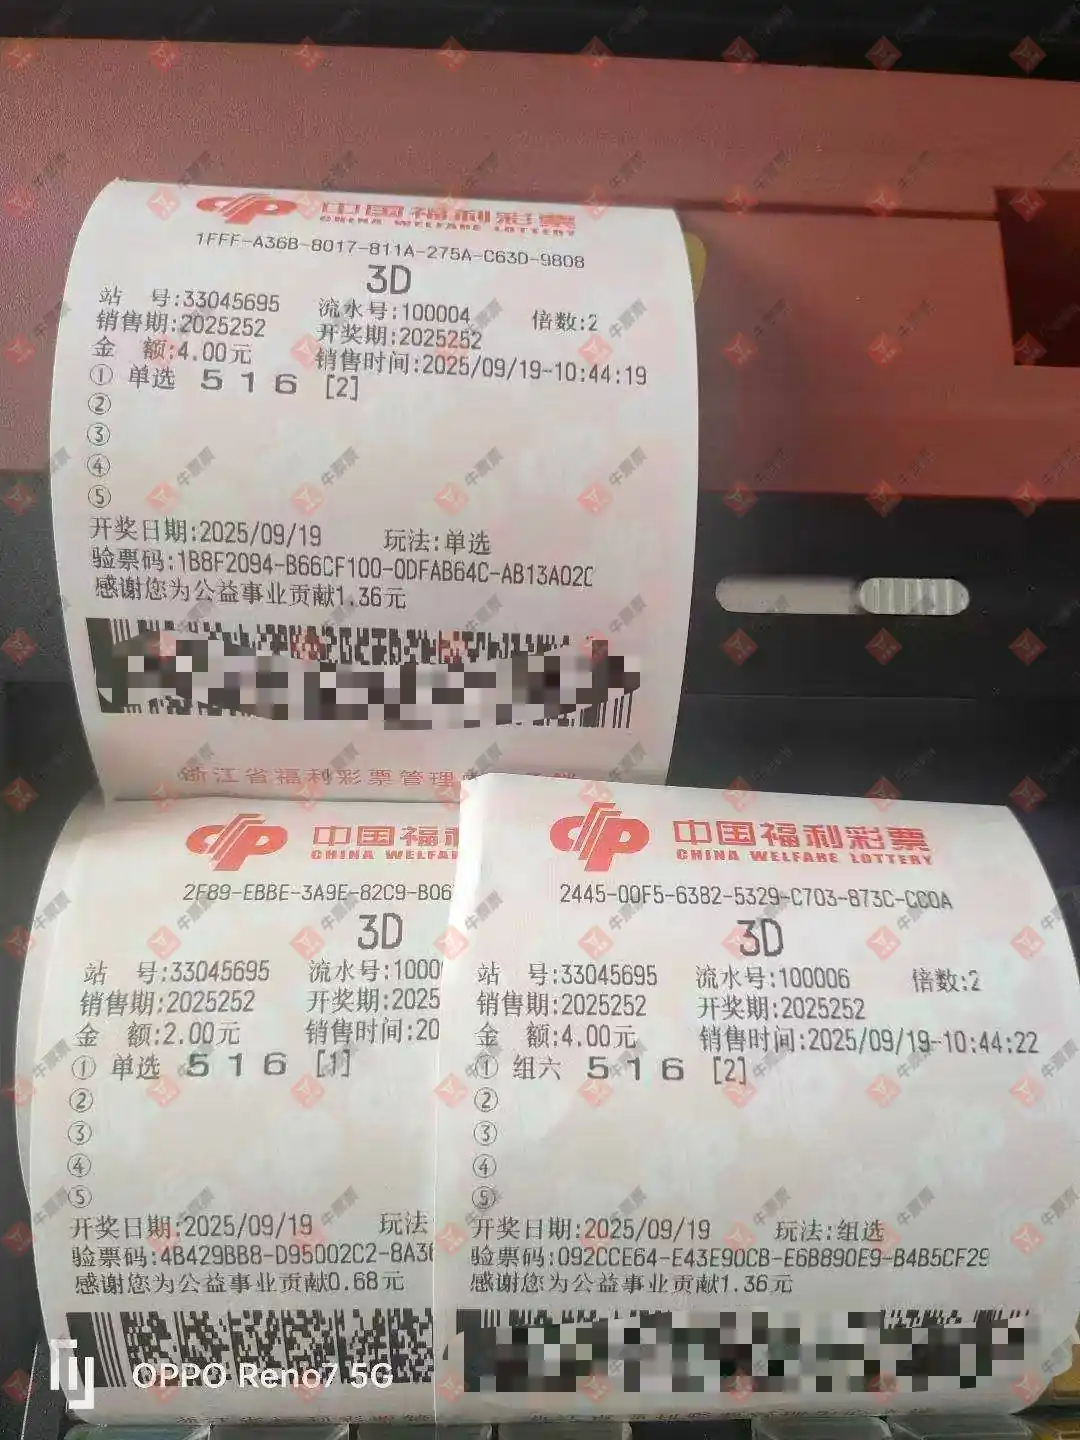 中国福利彩票
CHINA WELFARE LOTTERY
1FFF-A36B-8017-811A-275A-C63D-9808
3D
站 号:33045695 流水号:100004 倍数:2
销售期:2025252 开奖期:2025252
金 额:4.00元 销售时间:2025/09/19-10:44:19
① 单选 5 1 6 [2]
②
③
④
⑤
开奖日期:2025/09/19 玩法:单选
验票码:1B8F2094-B66CF100-0DFAB64C-AB13A02C
感谢您为公益事业贡献1.36元
浙江省福利彩票管理
中国福利
CHINA WELFAR
2F89-EBBE-3A9E-82C9-B06
3D
站 号:33045695 流水号:1000
销售期:2025252 开奖期:2025
金 额:2.00元 销售时间:20
① 单选 5 1 6 [1]
②
③
④
⑤
开奖日期:2025/09/19 玩法
验票码:4B429BB8-D95002C2-8A36
感谢您为公益事业贡献0.68元
中国福利彩票
CHINA WELFARE LOTTERY
2445-00F5-6382-5329-C703-873C-CC0A
3D
站 号:33045695 流水号:100006 倍数:2
销售期:2025252 开奖期:2025252
金 额:4.00元 销售时间:2025/09/19-10:44:22
① 组六 5 1 6 [2]
②
③
④
⑤
开奖日期:2025/09/19 玩法:组选
验票码:092CCE64-E43E90CB-E6B890E9-B4B5CF29
感谢您为公益事业贡献1.36元
OPPO Reno7 5G
牛票票